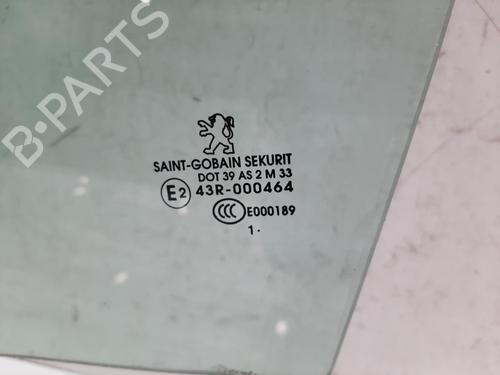 B-PARTS
SAINT-GOBAIN SEKURIT
DOT 39 AS 2 M 33
E2 43R-000464
CCC E000189
1.